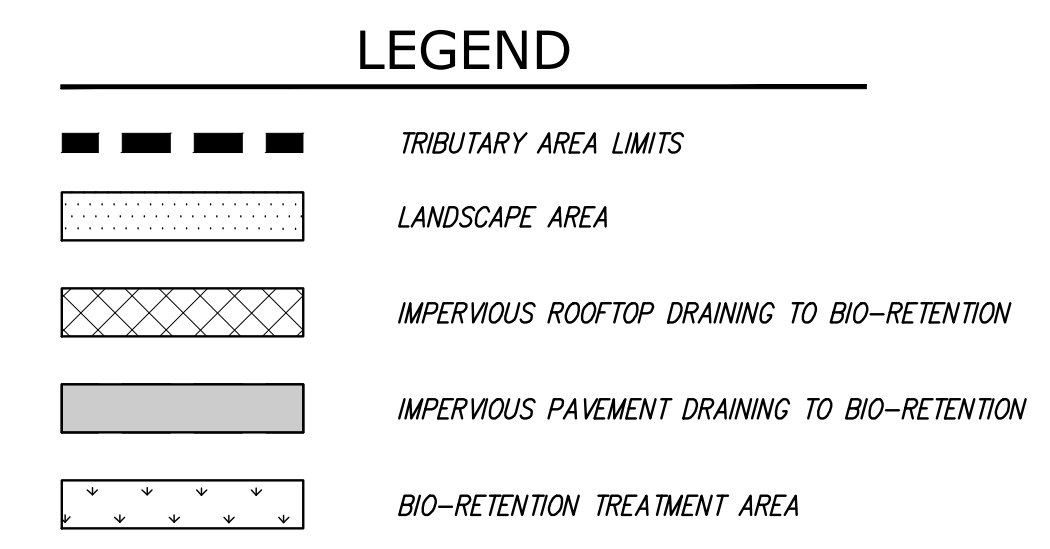 LEGEND
TRIBUTARY AREA LIMITS
LANDSCAPE AREA
IMPERVIOUS ROOFTOP DRAINING TO BIO-RETENTION
IMPERVIOUS PAVEMENT DRAINING TO BIO-RETENTION
BIO-RETENTION TREATMENT AREA